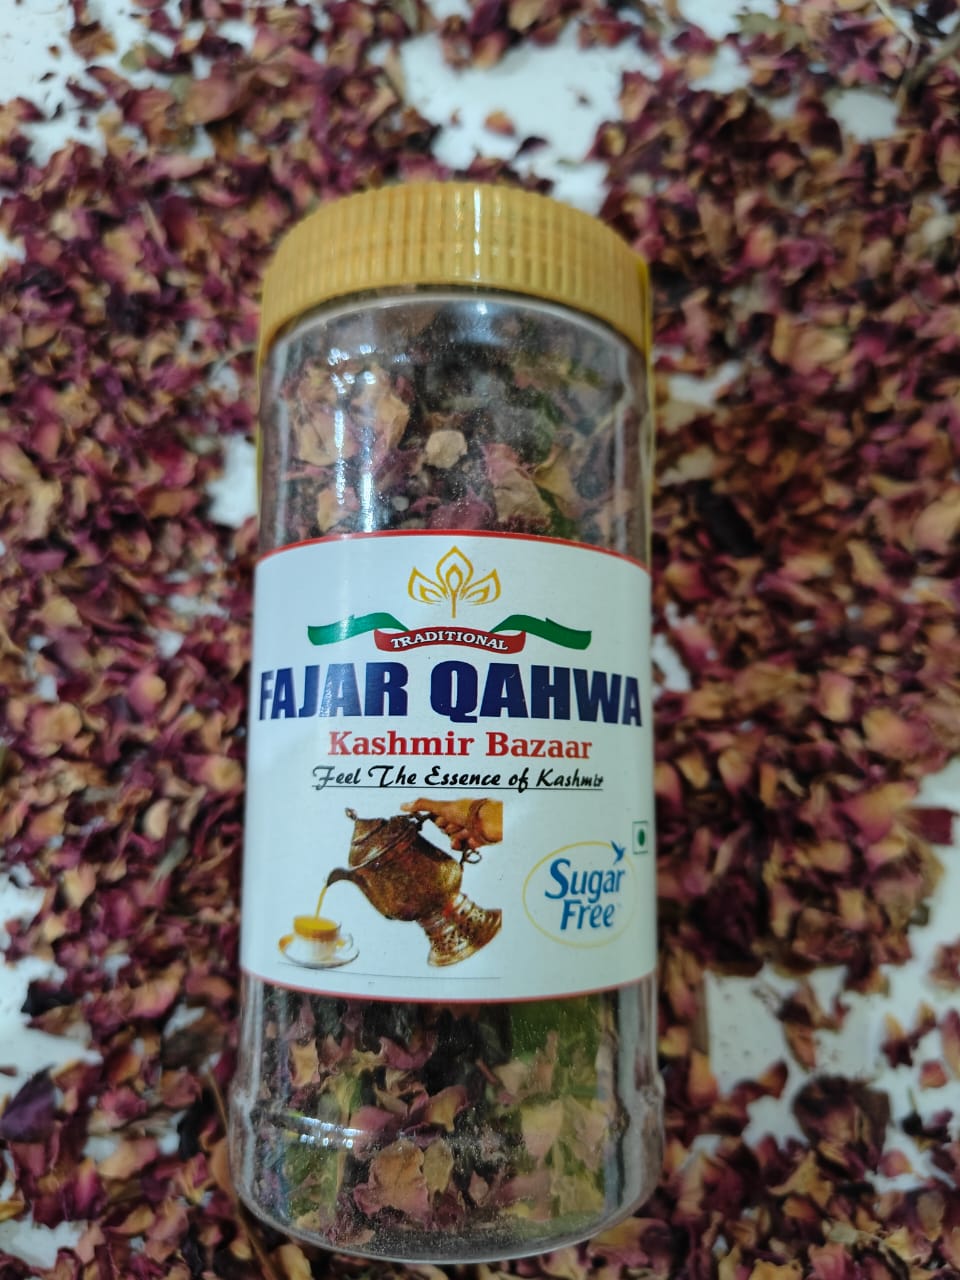 TRADITIONAL
FAJAR QAHWA
Kashmir Bazaar
Feel The Essence of Kashmir
Sugar
Free